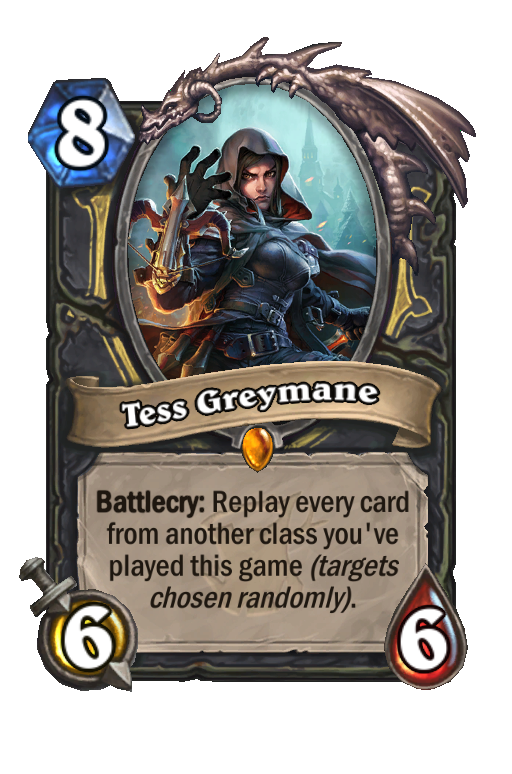 8
Tess Greymane
Battlecry: Replay every card
from another class you've
played this game (targets
chosen randomly).
6
6